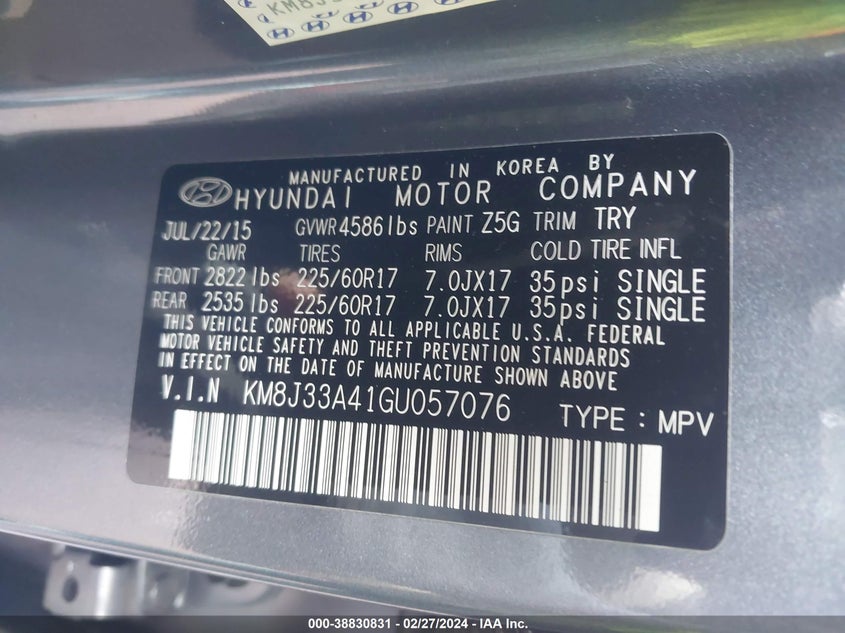 KM8J3
MANUFACTURED IN KOREA BY
HYUNDAI MOTOR COMPANY
JUL/22/15 GVWR 4586 lbs PAINT Z5G TRIM TRY
GAWR TIRES RIMS COLD TIRE INFL
FRONT 2822 lbs 225/60R17 7.0JX17 35psi SINGLE
REAR 2535 lbs 225/60R17 7.0JX17 35psi SINGLE
THIS VEHICLE CONFORMS TO ALL APPLICABLE U.S.A. FEDERAL
MOTOR VEHICLE SAFETY AND THEFT PREVENTION STANDARDS
IN EFFECT ON THE DATE OF MANUFACTURE SHOWN ABOVE
V.I.N KM8J33A41GU057076 TYPE : MPV
000-38830831 - 02/27/2024 - IAA Inc.